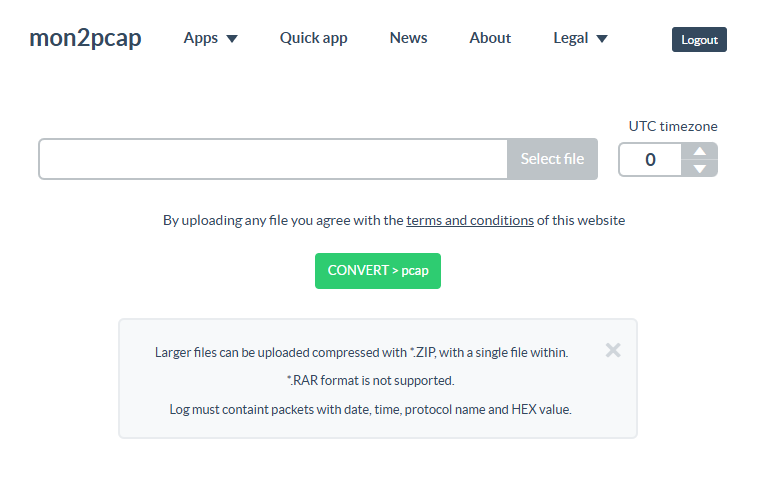 mon2pcap Apps Quick app News About Legal Logout
UTC timezone
Select file 0
By uploading any file you agree with the terms and conditions of this website
CONVERT > pcap
Larger files can be uploaded compressed with *.ZIP, with a single file within.
*.RAR format is not supported.
Log must containt packets with date, time, protocol name and HEX value.